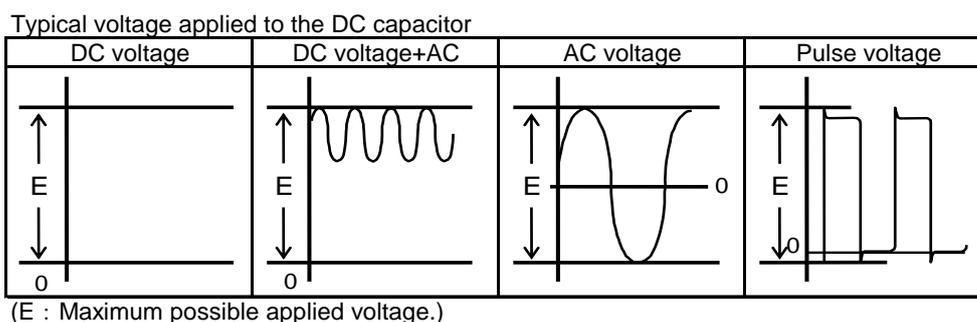 Typical voltage applied to the DC capacitor
DC voltage DC voltage+AC AC voltage Pulse voltage
E E E 0 E
0
0 0
(E：Maximum possible applied voltage.)